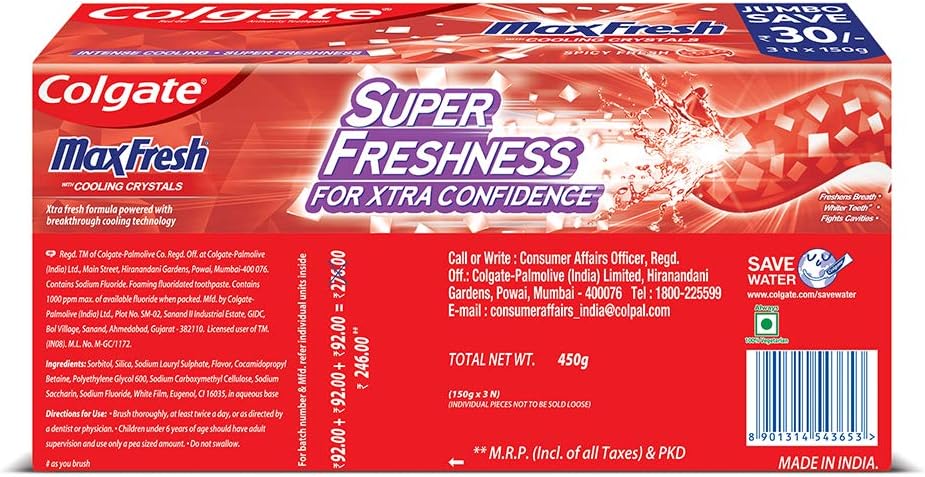 Colgate®
Red Gel Anticavity Toothpaste
MaxFresh
WITH COOLING CRYSTALS
JUMBO
SAVE
₹ 30/-
3 N x 150g
INTENSE COOLING • SUPER FRESHNESS
SPICY FRESH
Colgate®
MaxFresh™
WITH COOLING CRYSTALS
Xtra fresh formula powered with
breakthrough cooling technology
SUPER
FRESHNESS
FOR XTRA CONFIDENCE
Freshens Breath
Whiter Teeth
Fights Cavities
Regd. TM of Colgate-Palmolive Co. Regd. Off. at Colgate-Palmolive
(India) Ltd., Main Street, Hiranandani Gardens, Powai, Mumbai-400 076.
Contains Sodium Fluoride. Foaming fluoridated toothpaste. Contains
1000 ppm max. of available fluoride when packed. Mfd. by Colgate-
Palmolive (India) Ltd., Plot No. SM-02, Sanand II Industrial Estate, GIDC,
Bol Village, Sanand, Ahmedabad, Gujarat - 382110. Licensed user of TM.
(IN08). M.L. No. M-GC/1172.
Ingredients: Sorbitol, Silica, Sodium Lauryl Sulphate, Flavor, Cocamidopropyl
Betaine, Polyethylene Glycol 600, Sodium Carboxymethyl Cellulose, Sodium
Saccharin, Sodium Fluoride, White Film, Eugenol, CI 16035, in aqueous base
Directions for Use: • Brush thoroughly, at least twice a day, or as directed by
a dentist or physician. • Children under 6 years of age should have adult
supervision and use only a pea sized amount. • Do not swallow.
# as you brush
For batch number & Mfd. refer individual units inside
₹92.00 + ₹92.00 + ₹92.00 = ₹276.00
₹ 246.00**
Call or Write : Consumer Affairs Officer, Regd.
Off.: Colgate-Palmolive (India) Limited, Hiranandani
Gardens, Powai, Mumbai - 400076 Tel : 1800-225599
E-mail : consumeraffairs_india@colpal.com
TOTAL NET WT. 450g
(150g x 3 N)
(INDIVIDUAL PIECES NOT TO BE SOLD LOOSE)
** M.R.P. (Incl. of all Taxes) & PKD
SAVE
WATER
www.colgate.com/savewater
Always
100% Vegetarian
8 901314 543653 >
MADE IN INDIA.